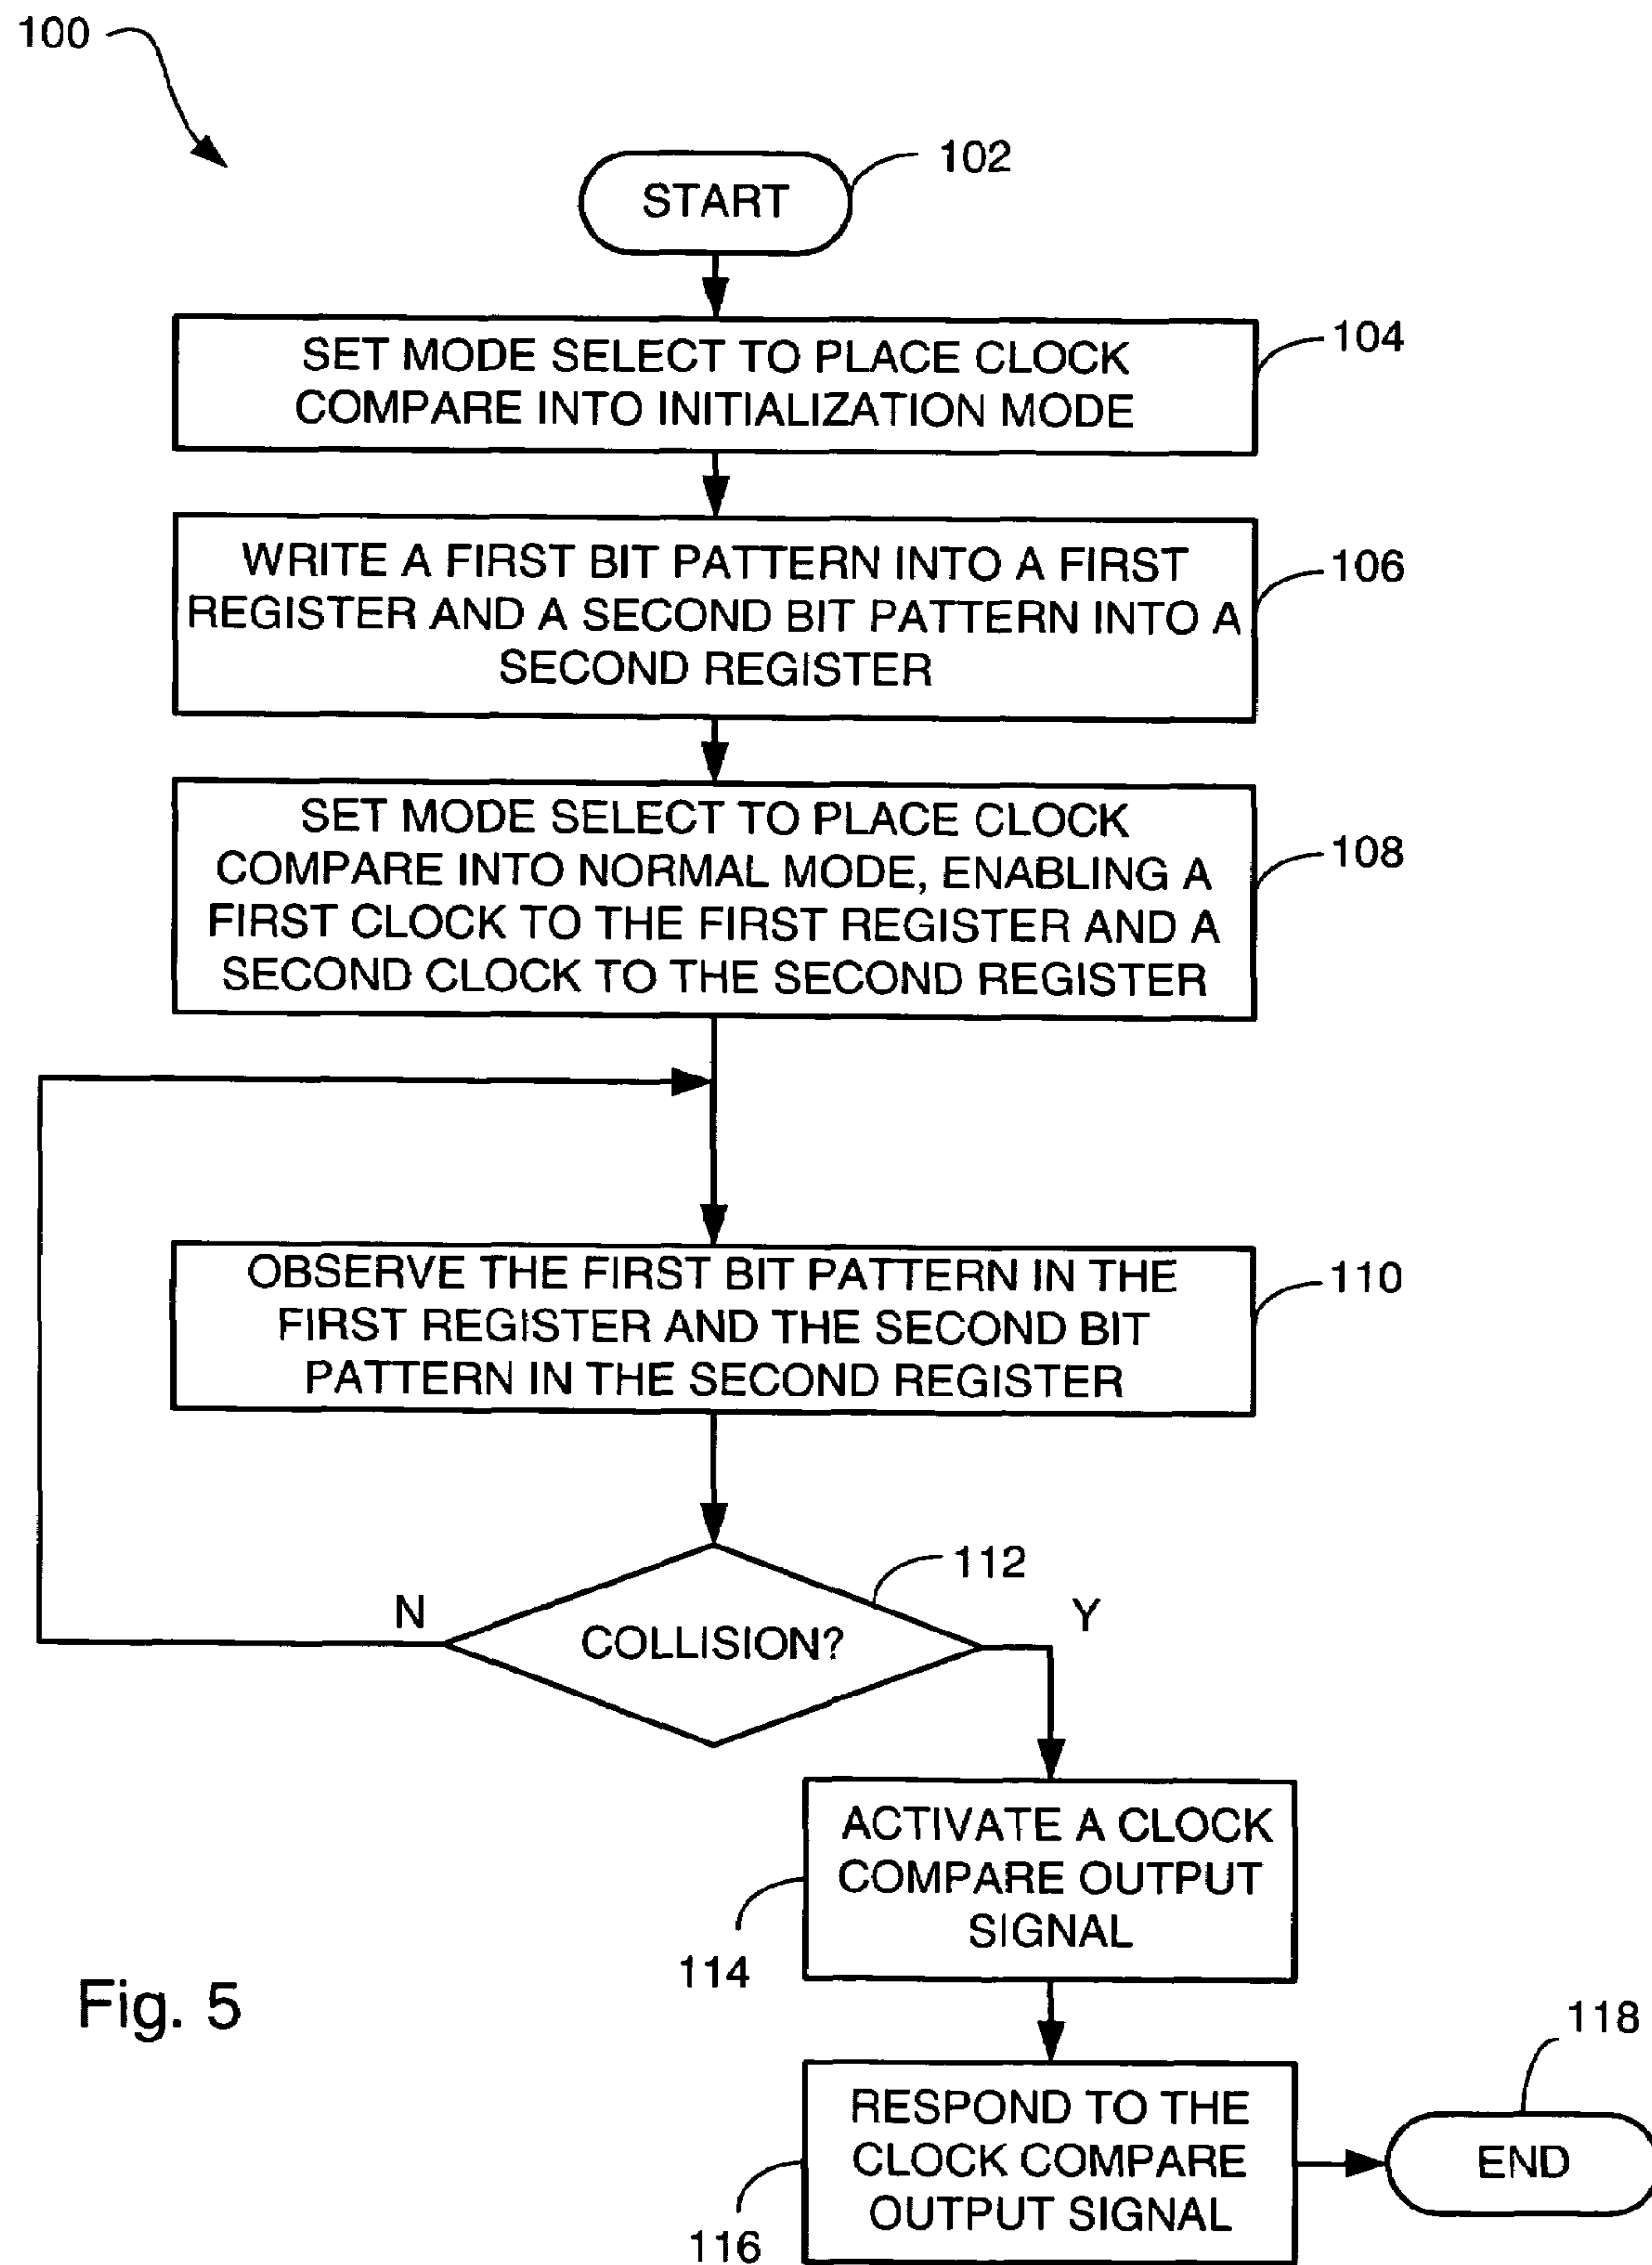 100
102
START
104
SET MODE SELECT TO PLACE CLOCK
COMPARE INTO INITIALIZATION MODE
106
WRITE A FIRST BIT PATTERN INTO A FIRST
REGISTER AND A SECOND BIT PATTERN INTO A
SECOND REGISTER
108
SET MODE SELECT TO PLACE CLOCK
COMPARE INTO NORMAL MODE, ENABLING A
FIRST CLOCK TO THE FIRST REGISTER AND A
SECOND CLOCK TO THE SECOND REGISTER
110
OBSERVE THE FIRST BIT PATTERN IN THE
FIRST REGISTER AND THE SECOND BIT
PATTERN IN THE SECOND REGISTER
112
N
Y
COLLISION?
ACTIVATE A CLOCK
COMPARE OUTPUT
SIGNAL
114
Fig. 5
118
RESPOND TO THE
CLOCK COMPARE
OUTPUT SIGNAL
END
116